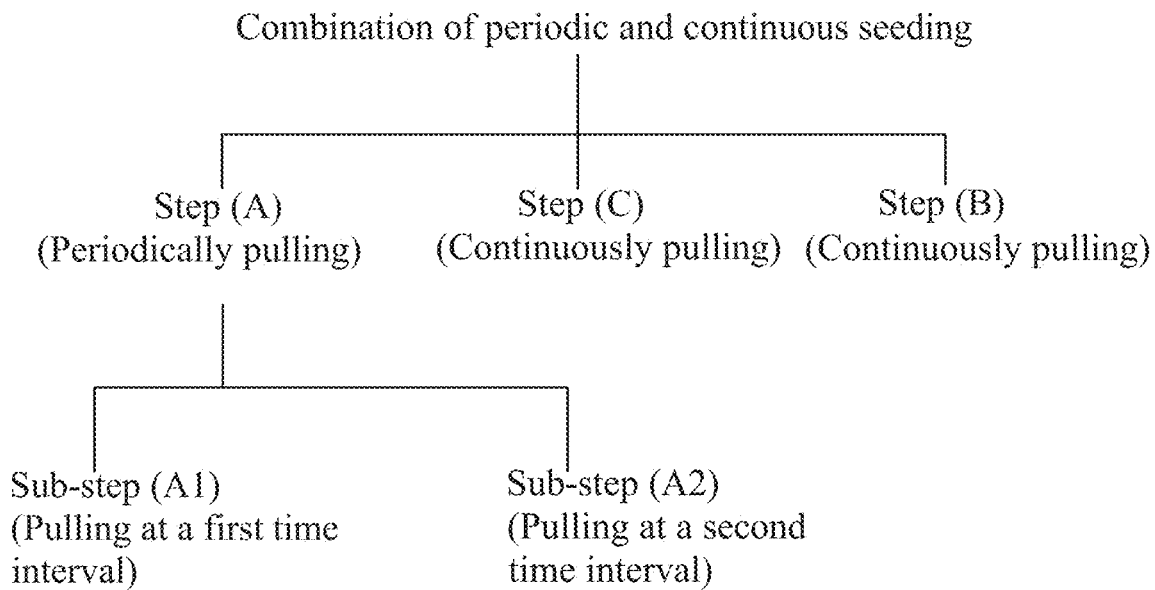 Combination of periodic and continuous seeding
Step (A)
(Periodically pulling)
Step (C)
(Continuously pulling)
Step (B)
(Continuously pulling)
Sub-step (A1)
(Pulling at a first time
interval)
Sub-step (A2)
(Pulling at a second
time interval)